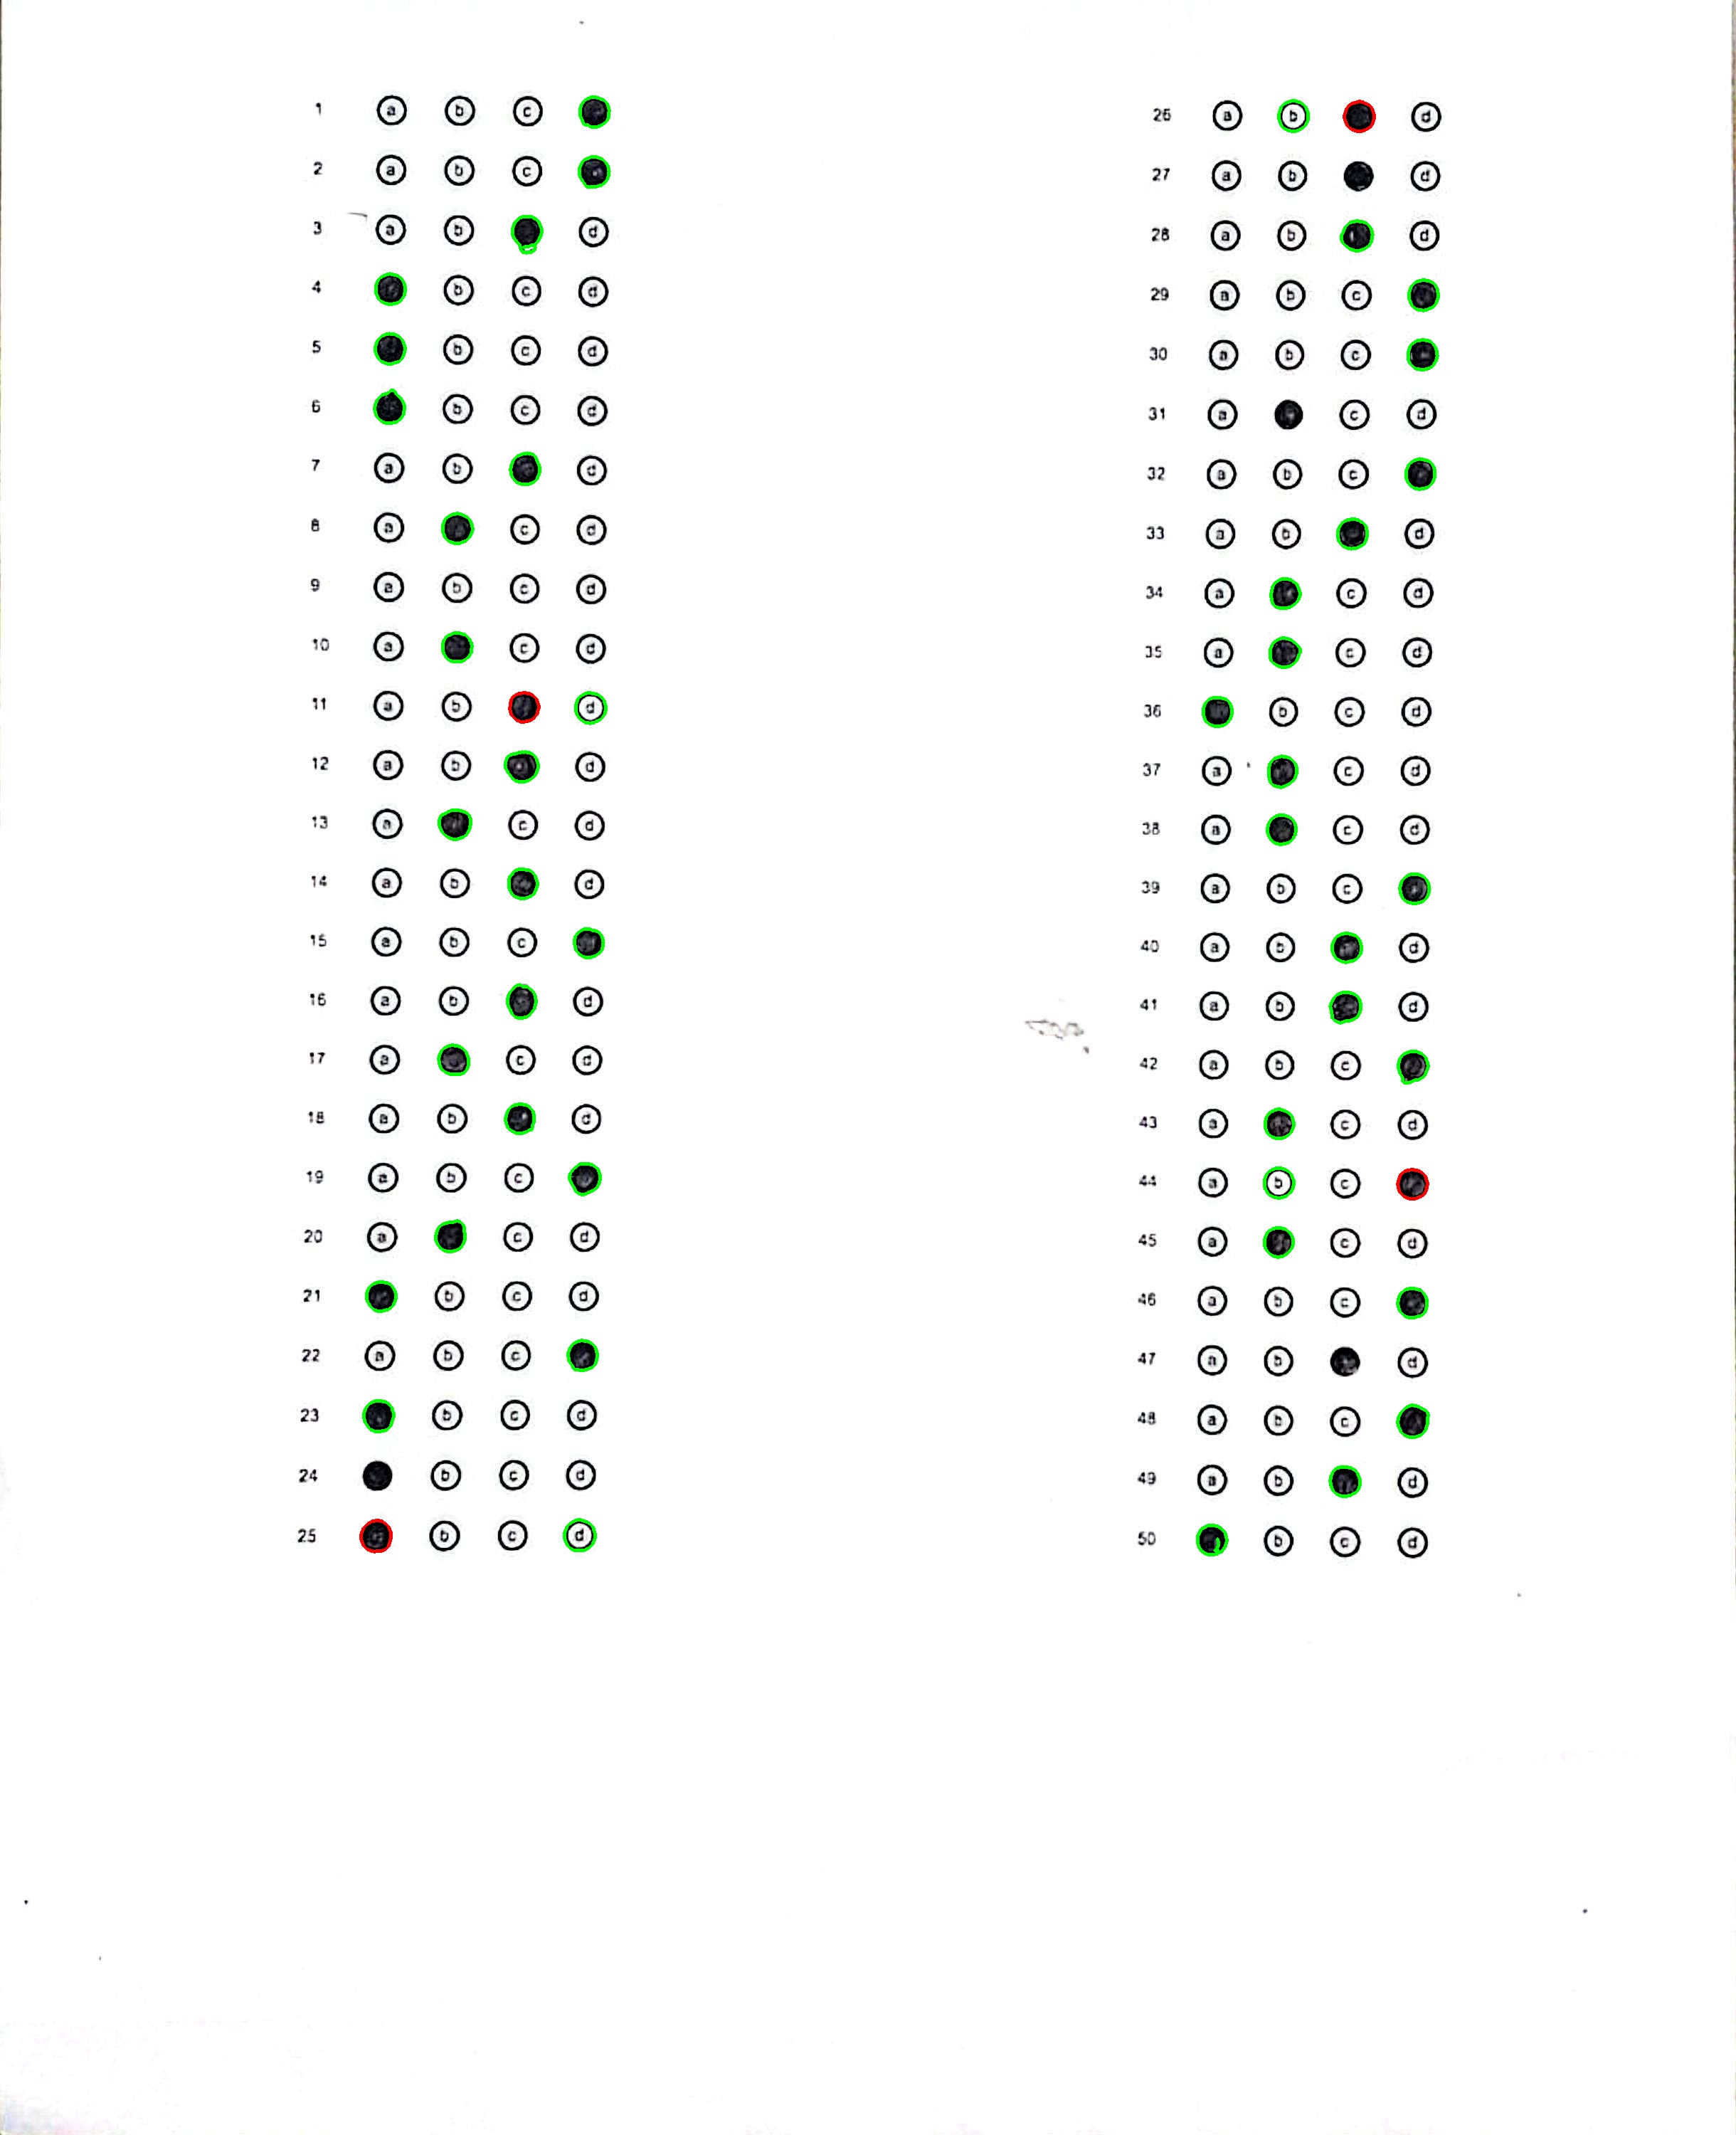 1 a b c
2 a b c
3 a b d
4 b c d
5 b c d
6 b c d
7 a b d
8 a c d
9 a b c d
10 a c d
11 a b d
12 a b d
13 a c d
14 a b d
15 a b c
16 a b d
17 a c d
18 a b d
19 a b c
20 a c d
21 b c d
22 a b c
23 b c d
24 b c d
25 b c d
26 a b d
27 a b d
28 a b d
29 a b c
30 a b c
31 a c d
32 a b c
33 a b d
34 a c d
35 a c d
36 b c d
37 a c d
38 a c d
39 a b c
40 a b d
41 a b d
42 a b c
43 a c d
44 a b c
45 a c d
46 a b c
47 a b d
48 a b c
49 a b d
50 b c d